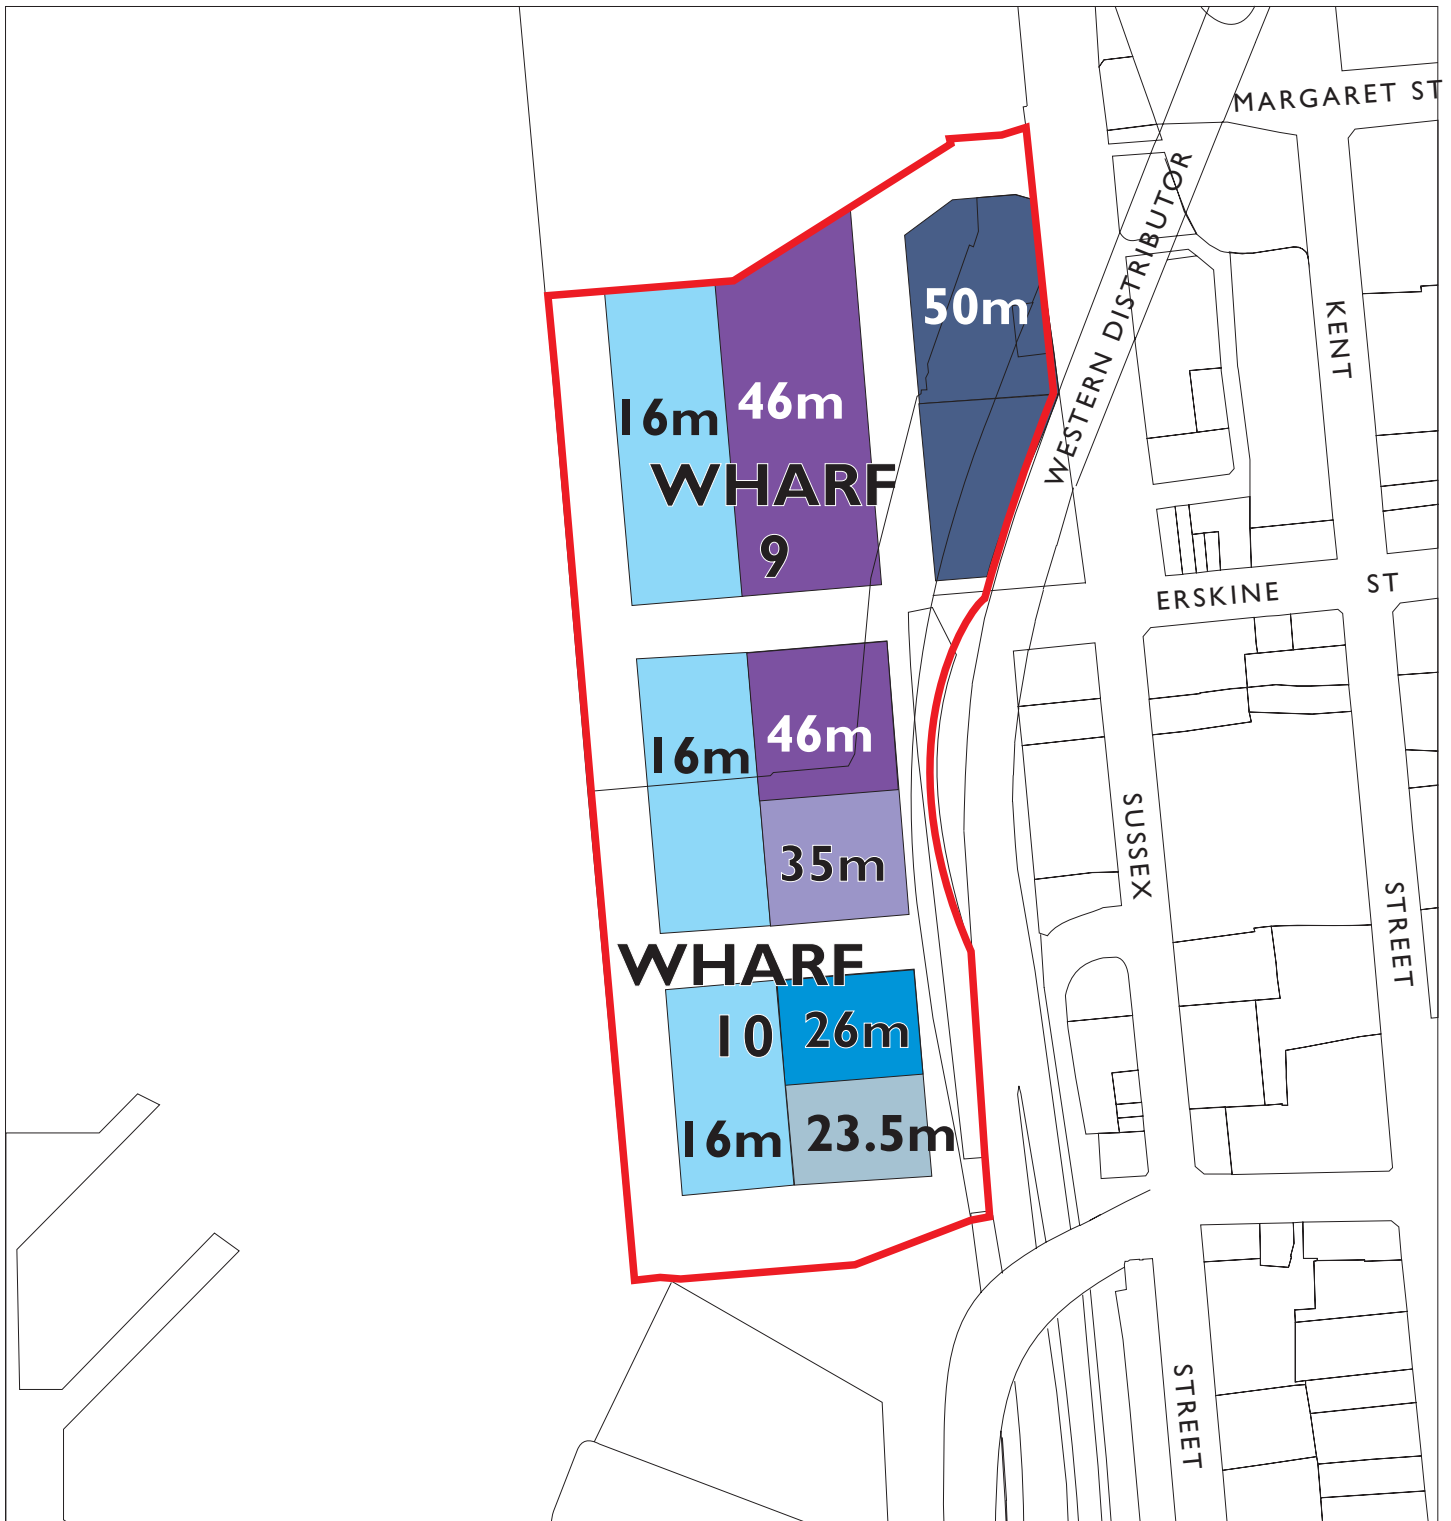 MARGARET ST
WESTERN DISTRIBUTOR
KENT
50m
46m
16m
WHARF
9
ERSKINE ST
46m
16m
35m
SUSSEX
STREET
WHARF
10
26m
16m
23.5m
STREET